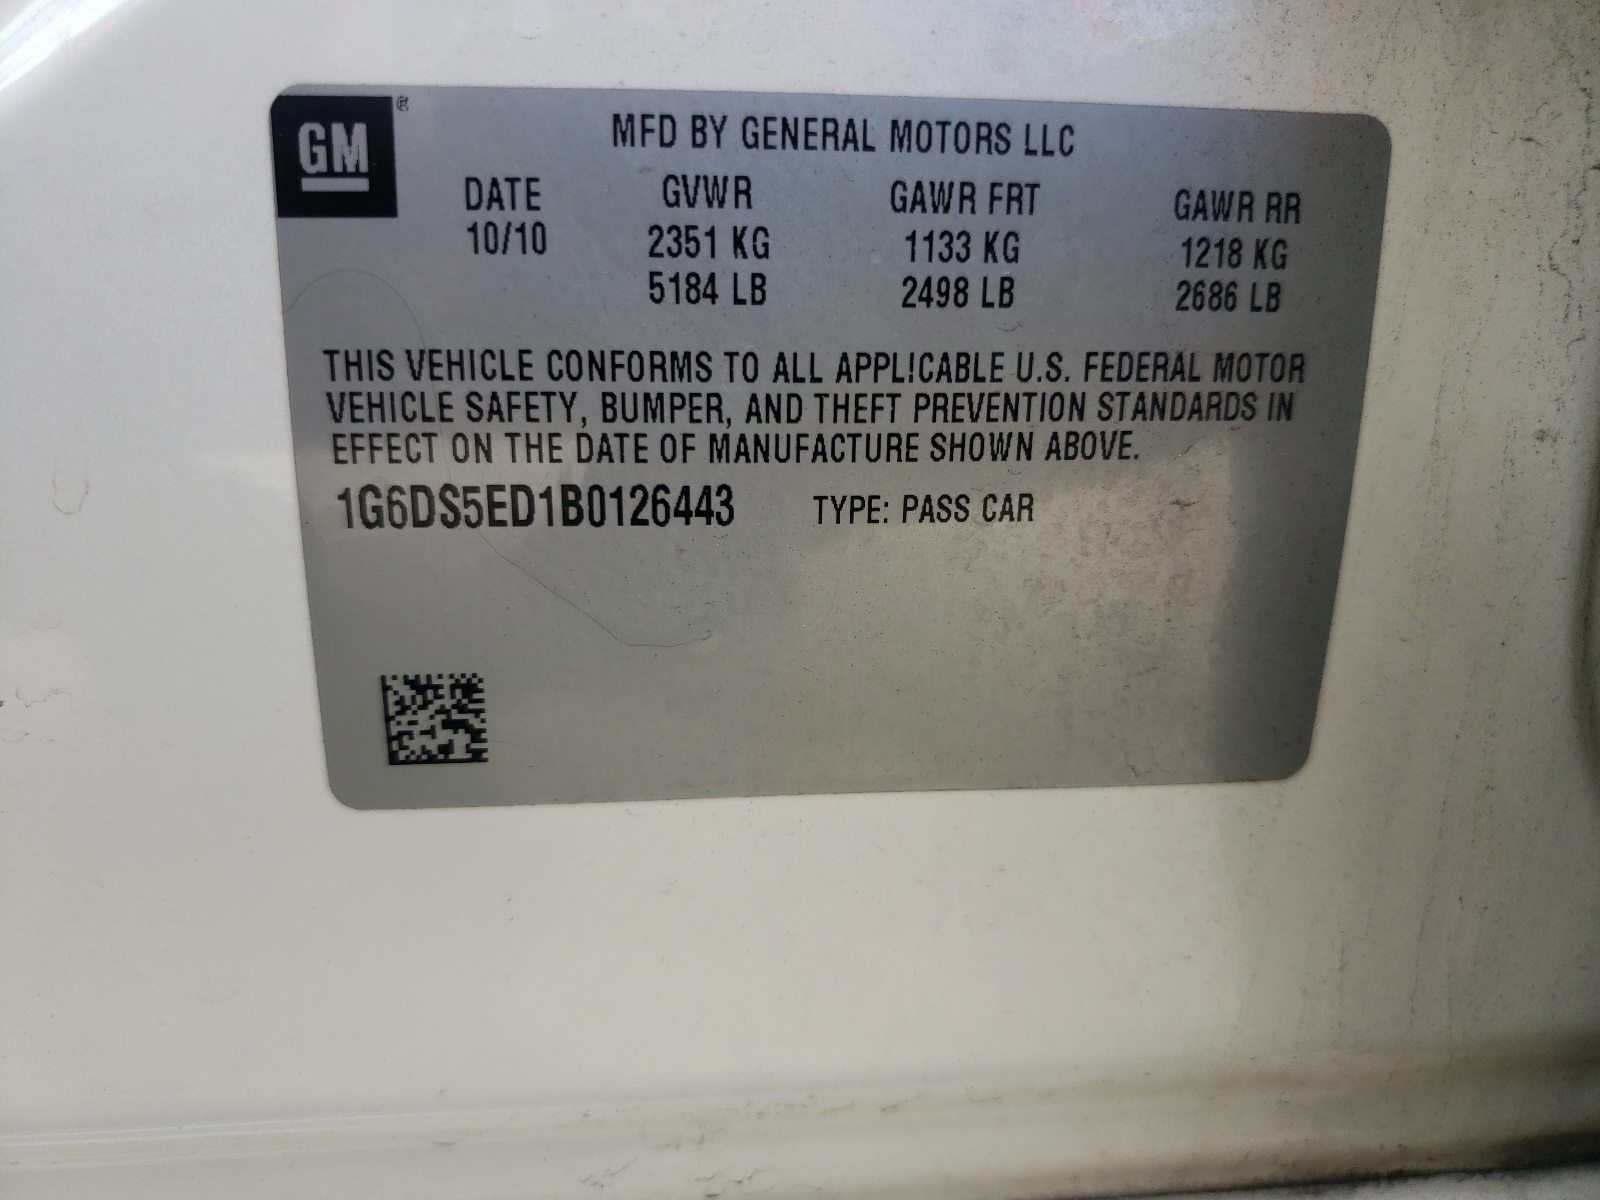 GM ®
MFD BY GENERAL MOTORS LLC
DATE GVWR GAWR FRT GAWR RR
10/10 2351 KG 1133 KG 1218 KG
5184 LB 2498 LB 2686 LB
THIS VEHICLE CONFORMS TO ALL APPLICABLE U.S. FEDERAL MOTOR
VEHICLE SAFETY, BUMPER, AND THEFT PREVENTION STANDARDS IN
EFFECT ON THE DATE OF MANUFACTURE SHOWN ABOVE.
1G6DS5ED1B0126443 TYPE: PASS CAR